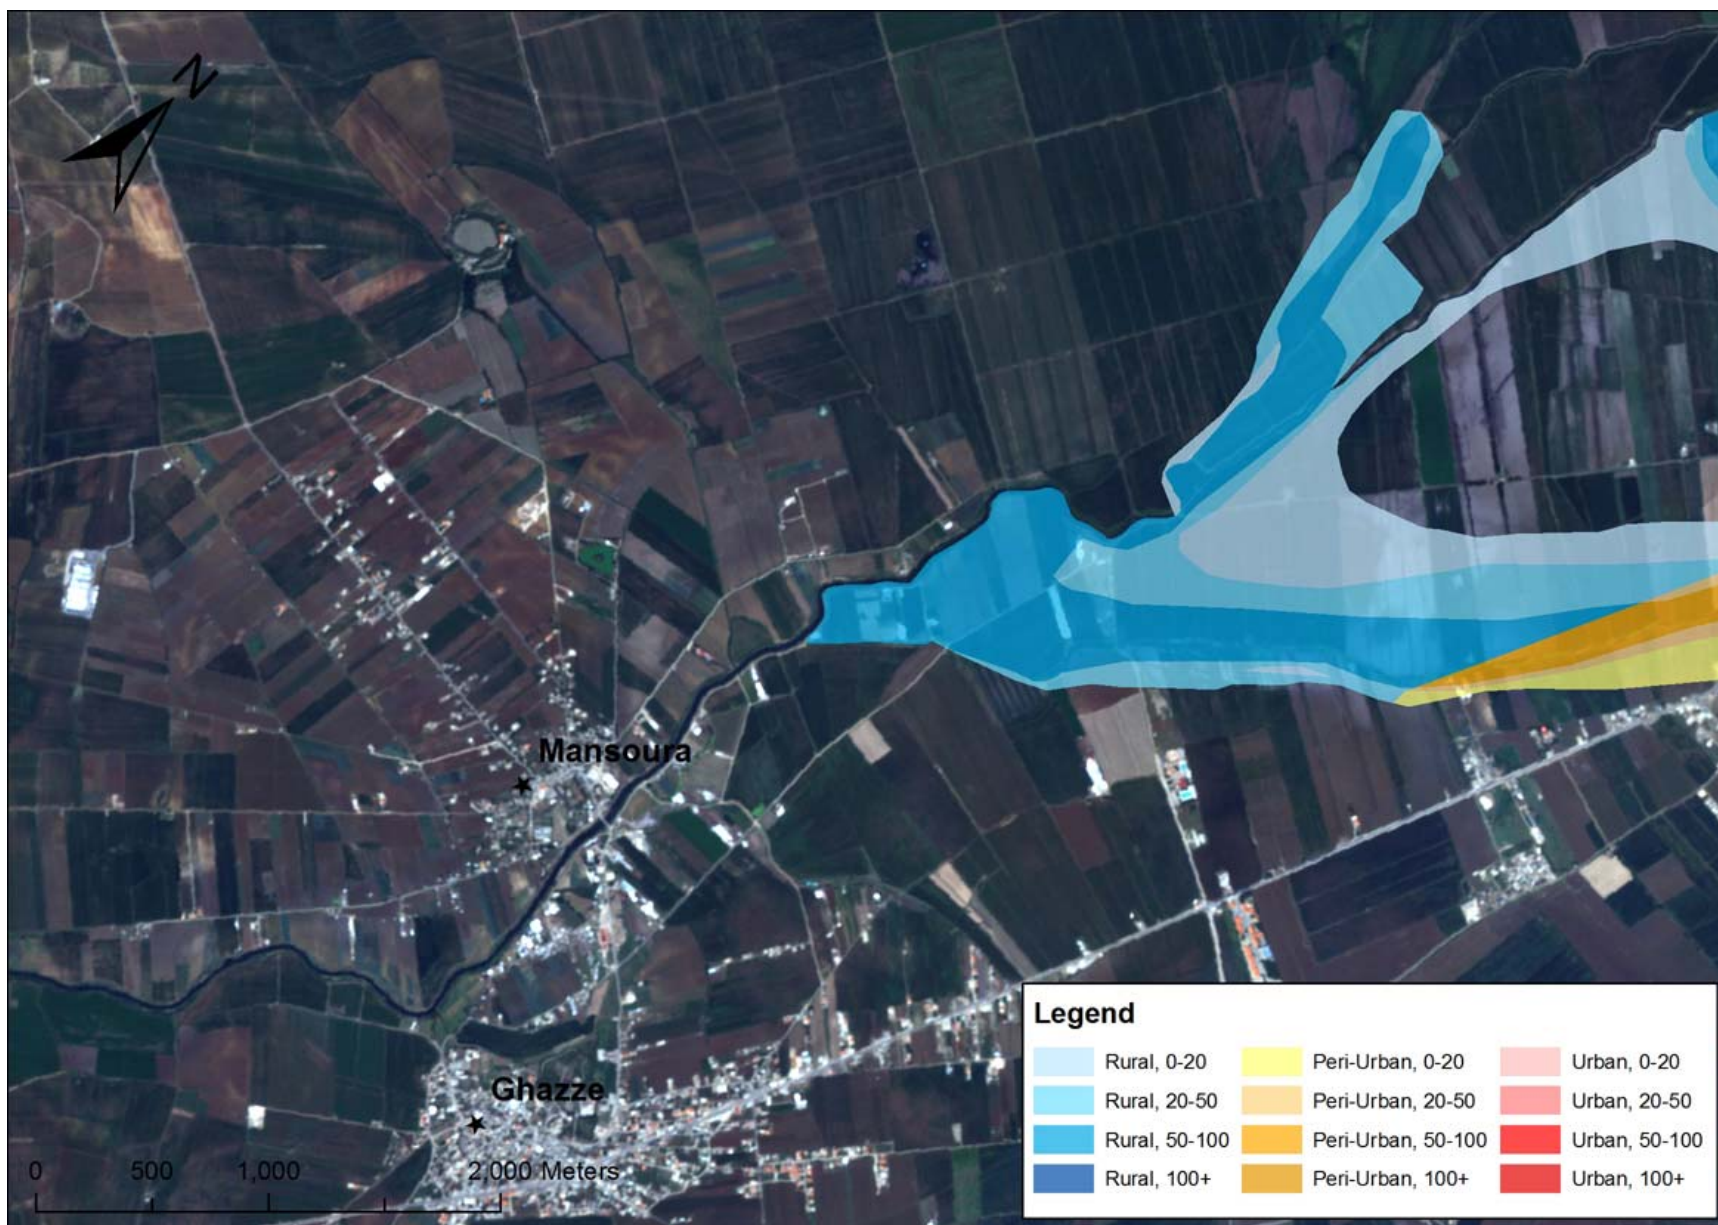 N
Mansoura
Ghazze
0 500 1,000 2,000 Meters
Legend
Rural, 0-20 Peri-Urban, 0-20 Urban, 0-20
Rural, 20-50 Peri-Urban, 20-50 Urban, 20-50
Rural, 50-100 Peri-Urban, 50-100 Urban, 50-100
Rural, 100+ Peri-Urban, 100+ Urban, 100+